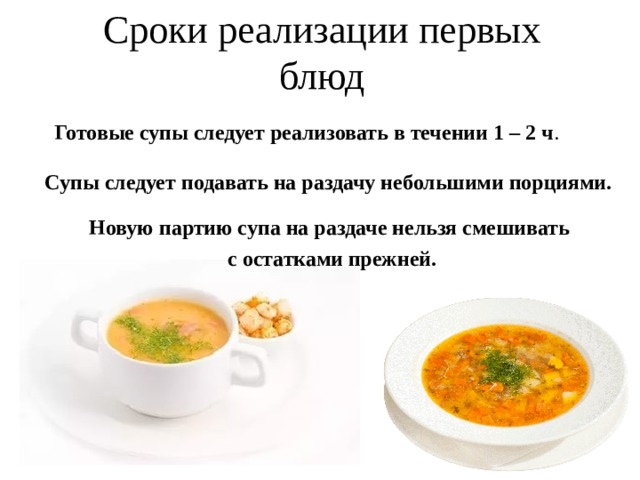 Сроки реализации первых
блюд
Готовые супы следует реализовать в течении 1 – 2 ч.
Супы следует подавать на раздачу небольшими порциями.
Новую партию супа на раздаче нельзя смешивать
с остатками прежней.